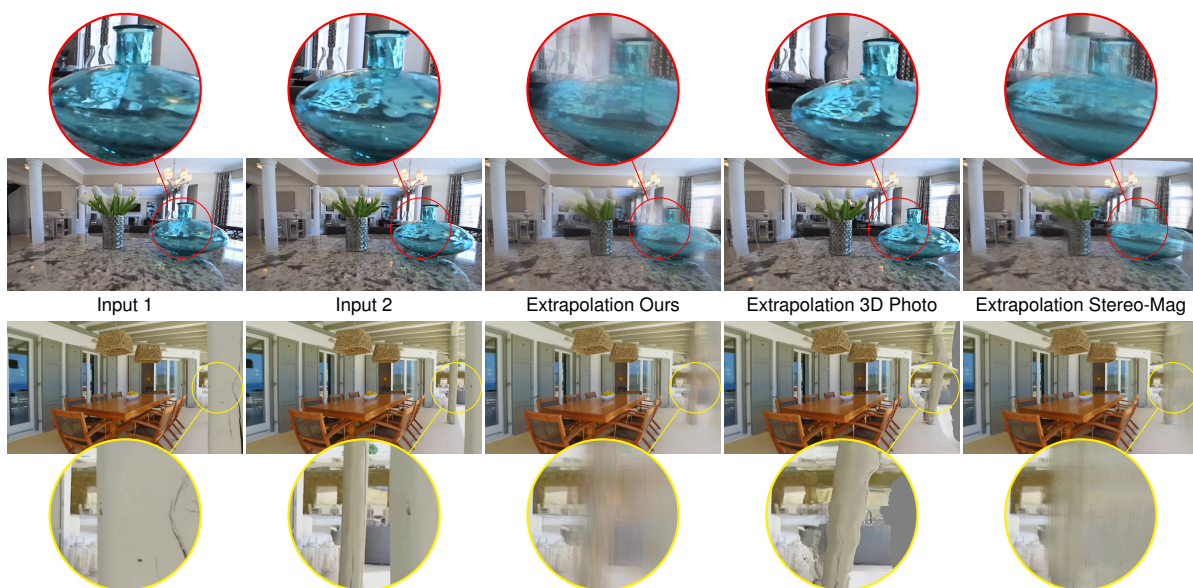 Input 1
Input 2
Extrapolation Ours
Extrapolation 3D Photo
Extrapolation Stereo-Mag